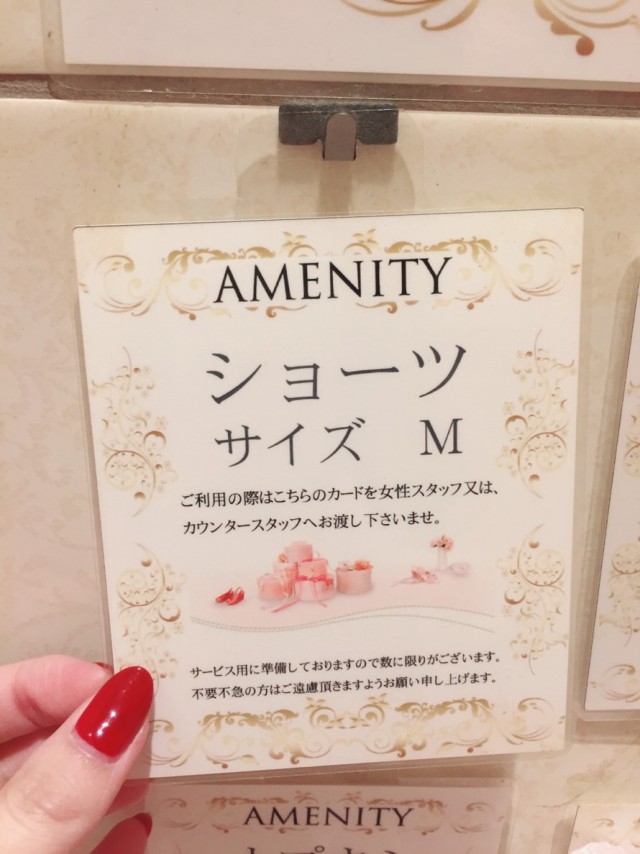 AMENITY
ショーツ
サイズ　M
ご利用の際はこちらのカードを女性スタッフ又は、
カウンタースタッフへお渡し下さいませ。
サービス用に準備しておりますので数に限りがございます。
不要不急の方はご遠慮頂きますようお願い申し上げます。
AMENITY